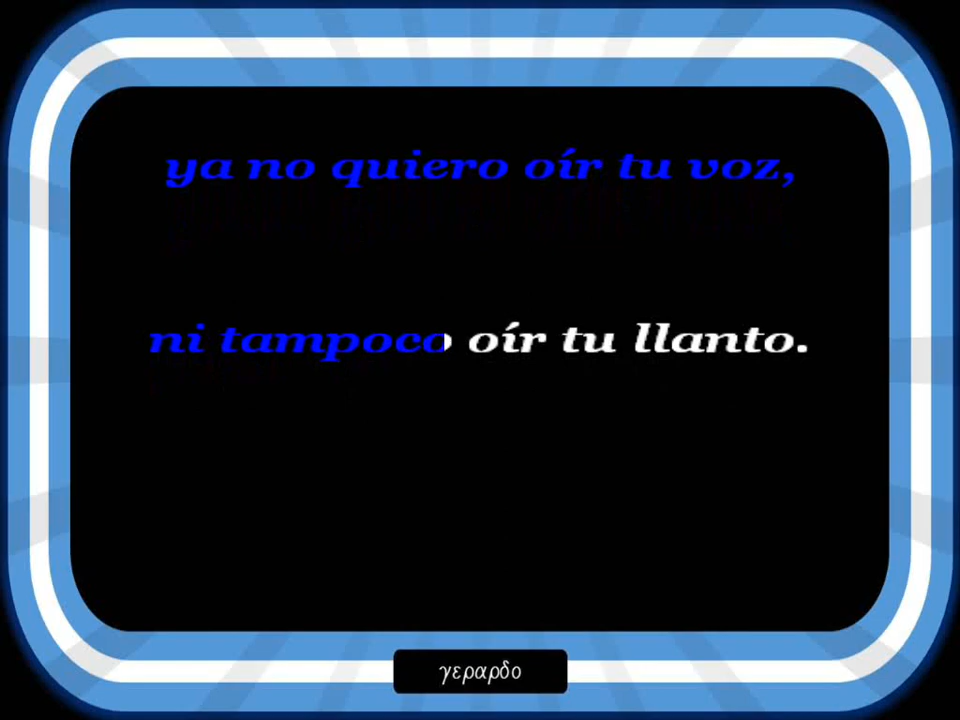 ya no quiero oír tu voz,
ni tampoco oír tu llanto.
γεραρδο